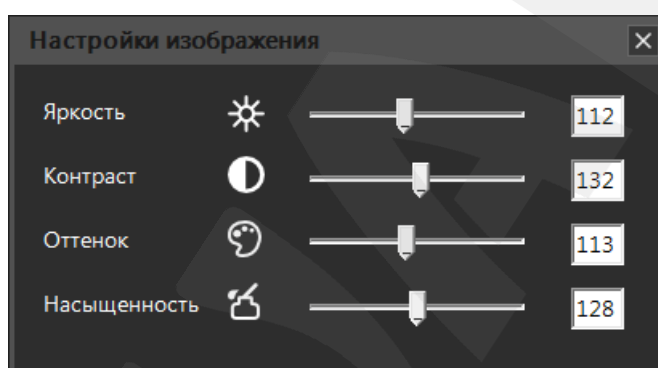 Настройки изображения
Яркость 112
Контраст 132
Оттенок 113
Насыщенность 128